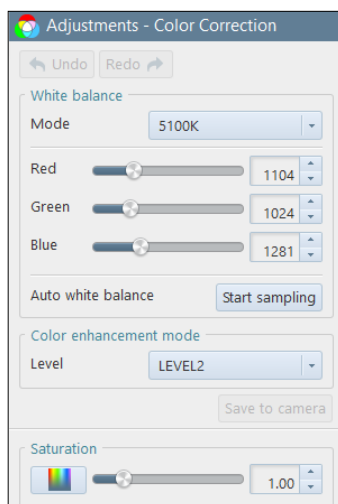 Adjustments - Color Correction
Undo Redo
White balance
Mode 5100K
Red 1104
Green 1024
Blue 1281
Auto white balance Start sampling
Color enhancement mode
Level LEVEL2
Save to camera
Saturation
1.00